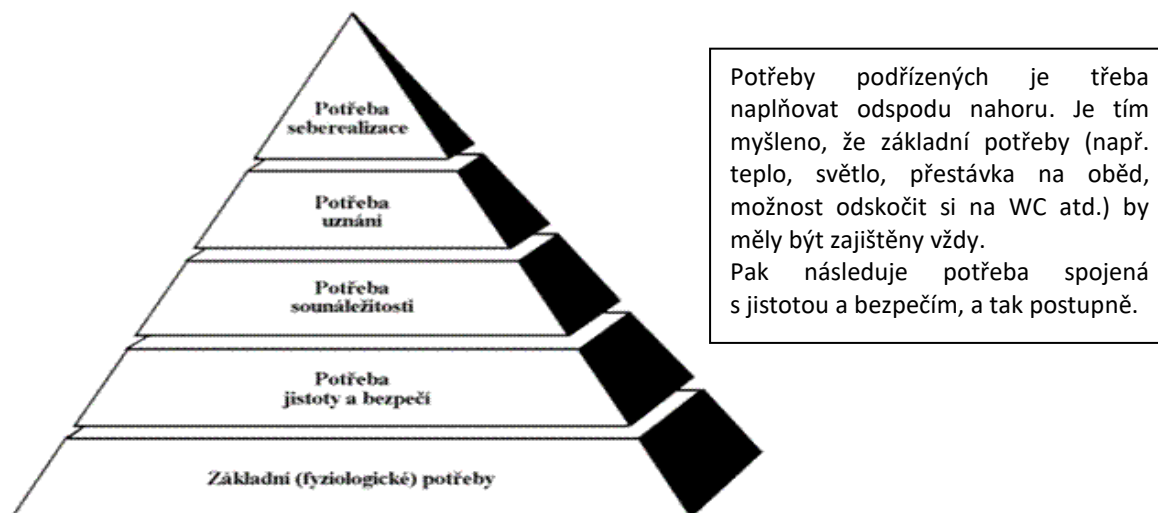 Potřeba
seberealizace
Potřeba
uznání
Potřeba
sounáležitosti
Potřeba
jistoty a bezpečí
Základní (fyziologické) potřeby
Potřeby podřízených je třeba
naplňovat odspodu nahoru. Je tím
myšleno, že základní potřeby (např.
teplo, světlo, přestávka na oběd,
možnost odskočit si na WC atd.) by
měly být zajištěny vždy.
Pak následuje potřeba spojená
s jistotou a bezpečím, a tak postupně.